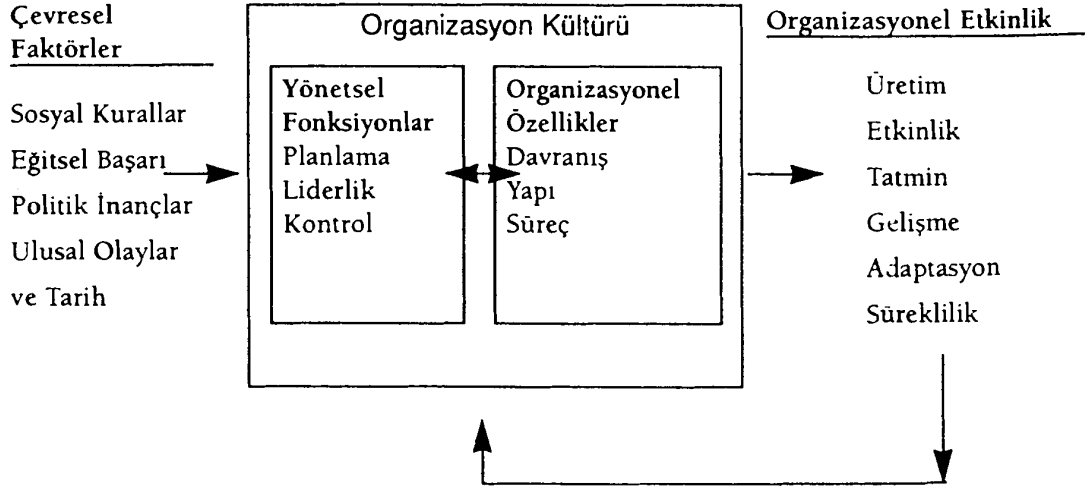 Çevresel
Faktörler
Sosyal Kurallar
Eğitsel Başarı
Politik İnançlar
Ulusal Olaylar
ve Tarih
Organizasyon Kültürü
Yönetsel
Fonksiyonlar
Planlama
Liderlik
Kontrol
Organizasyonel
Özellikler
Davranış
Yapı
Süreç
Organizasyonel Etkinlik
Üretim
Etkinlik
Tatmin
Gelişme
Adaptasyon
Süreklilik